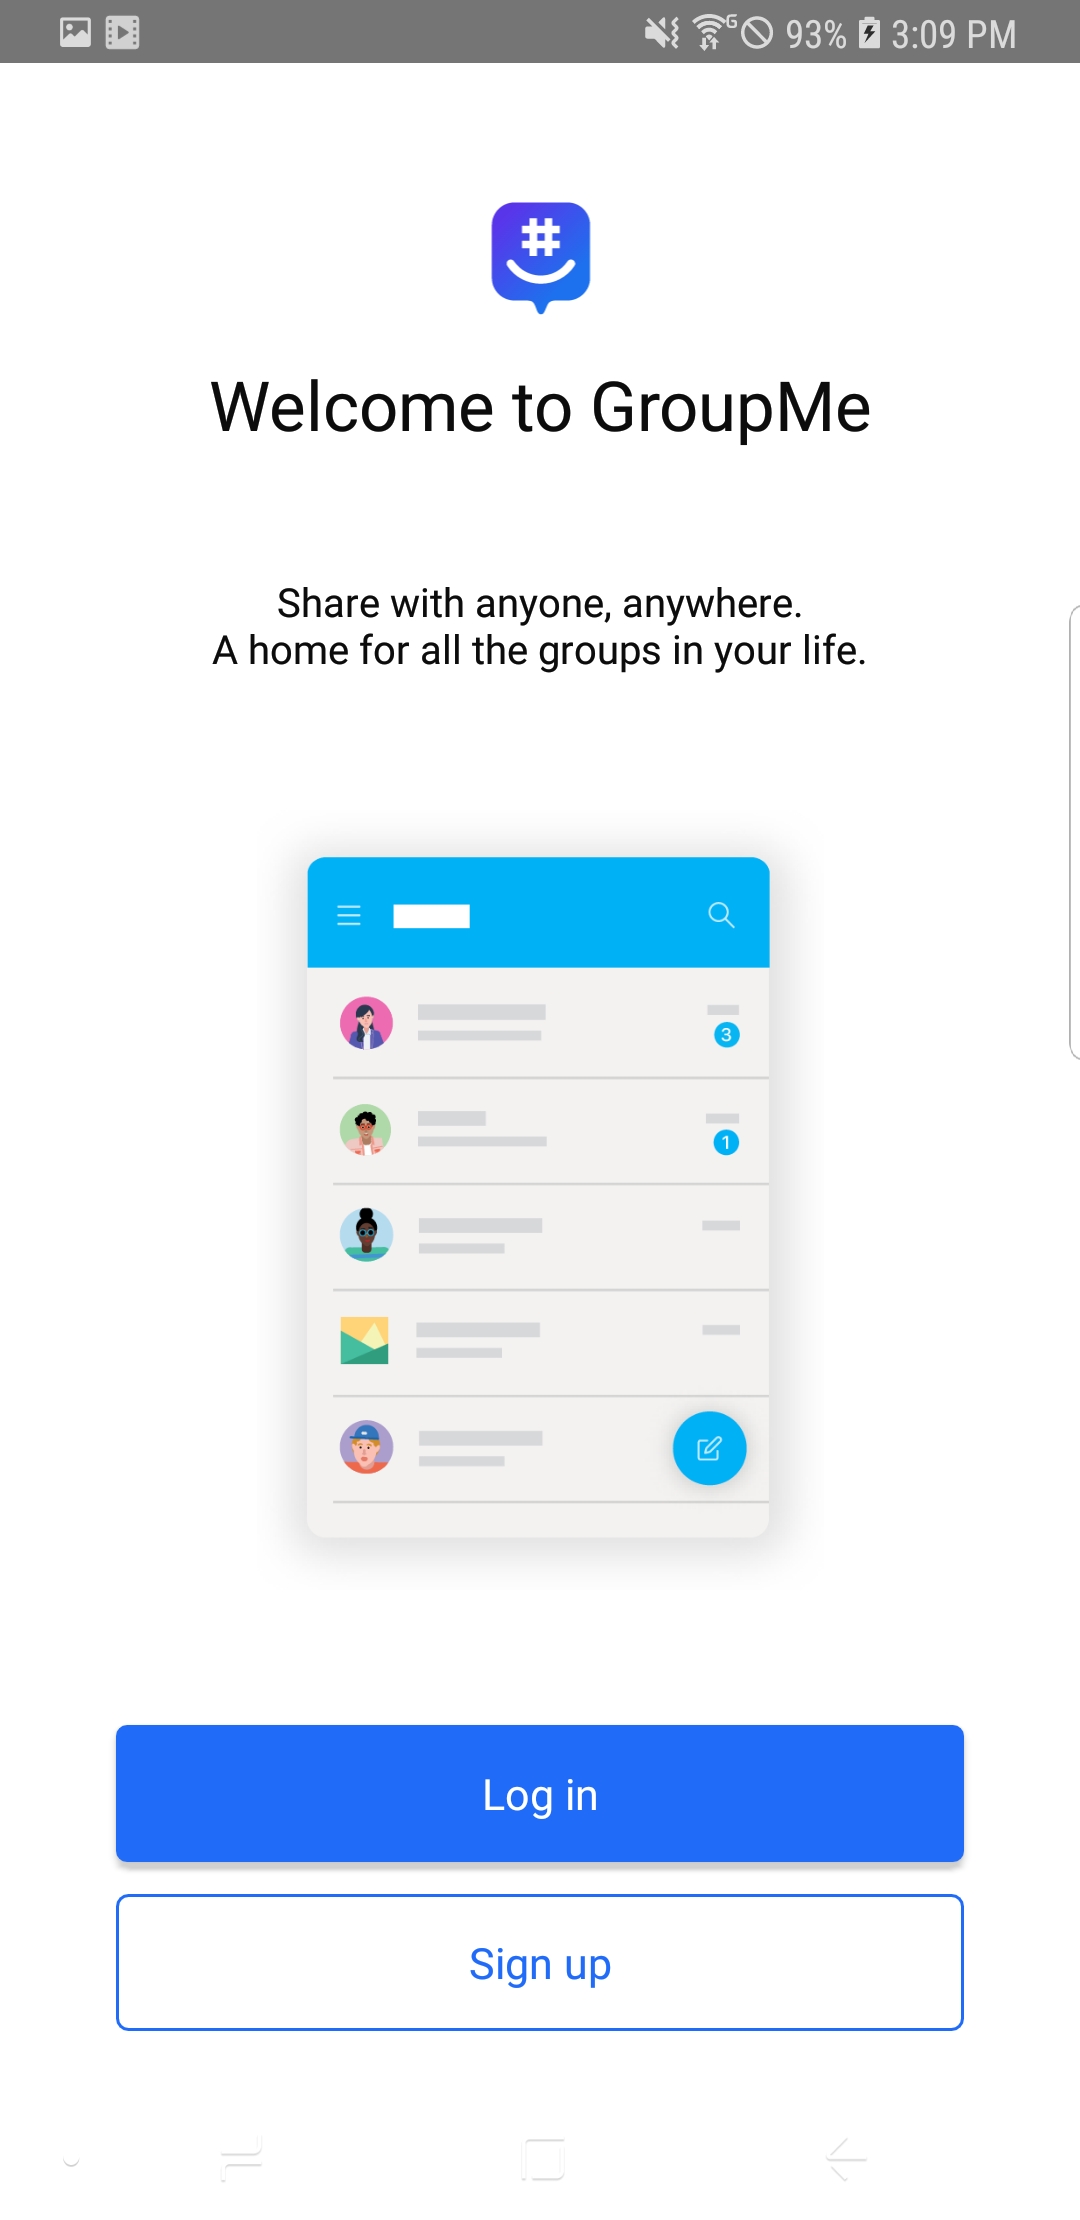 G 93% 3:09 PM
#
Welcome to GroupMe
Share with anyone, anywhere.
A home for all the groups in your life.
3
1
Log in
Sign up